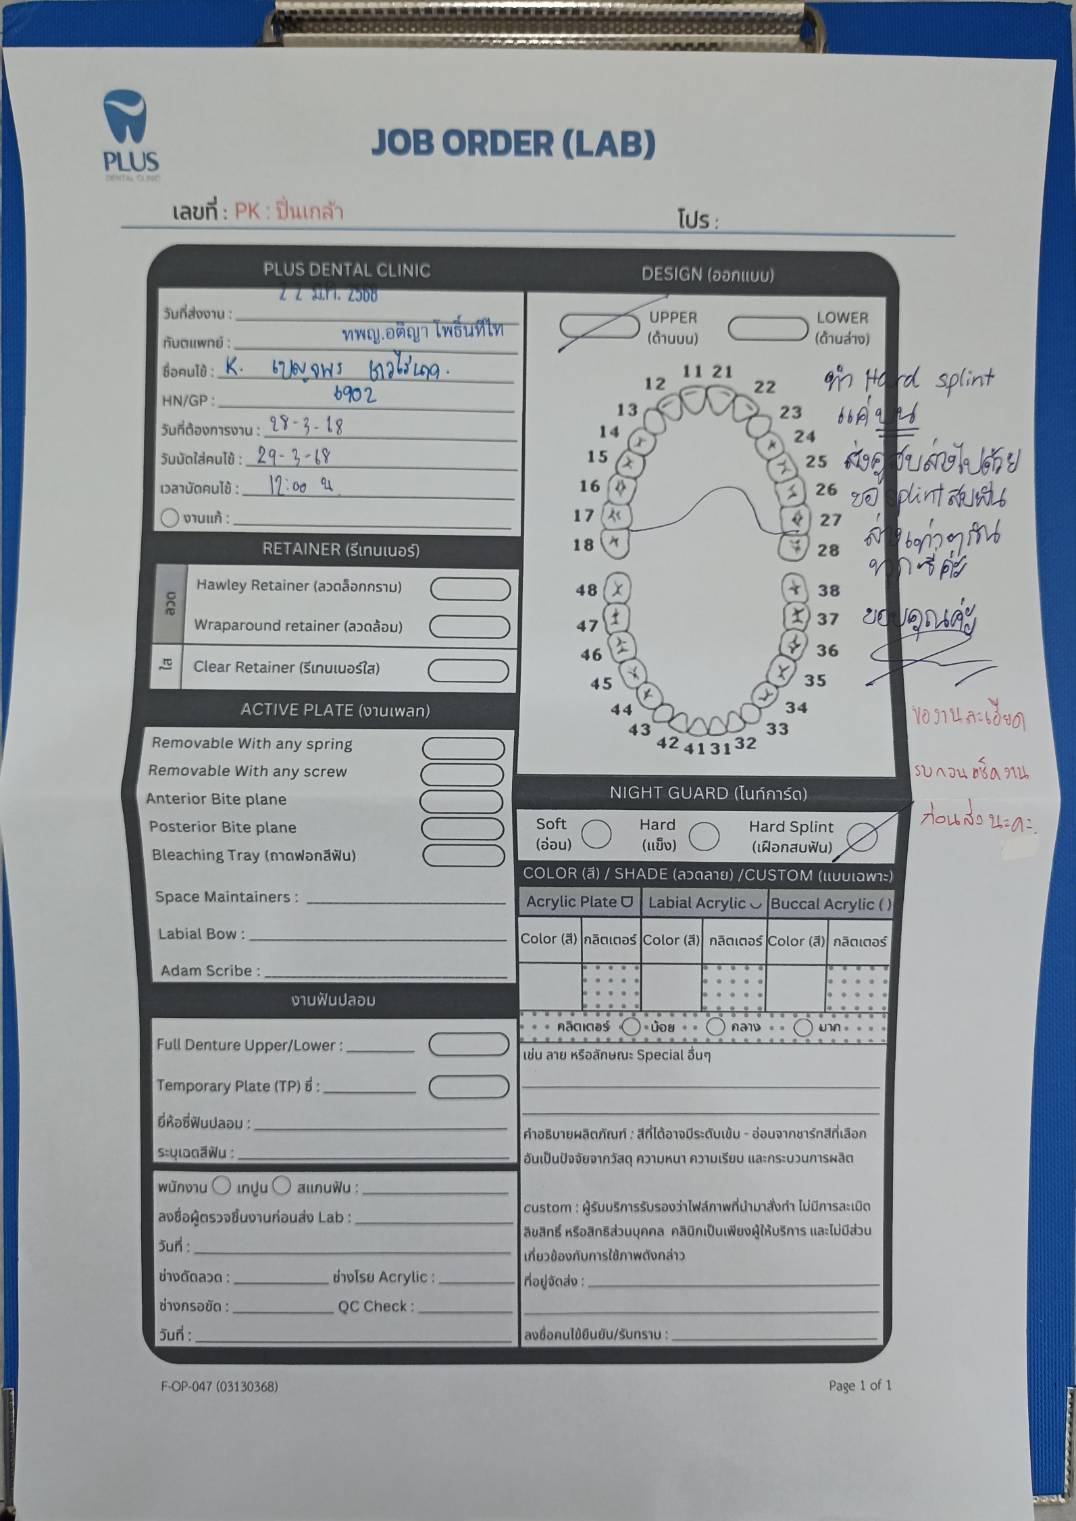 PLUS
DENTAL CLINIC
JOB ORDER (LAB)
เลขที่ : PK : ปิ่นเกล้า
โปร :
PLUS DENTAL CLINIC
วันที่ส่งงาน : 22 มี.ค. 2568
ทันตแพทย์ : ทพญ.อติญา โพธิ์นทีไท
ชื่อคนไข้ : K. เบญจพร
HN/GP : 6902
วันที่ต้องการงาน : 28-3-68
วันนัดใส่คนไข้ : 29-3-68
เวลานัดคนไข้ : 17:00 น.
งานแก้ :
RETAINER (รีเทนเนอร์)
ลวด
Hawley Retainer (ลวดล็อกกราม)
Wraparound retainer (ลวดอ้อม)
ใส
Clear Retainer (รีเทนเนอร์ใส)
ACTIVE PLATE (งานเพลท)
Removable With any spring
Removable With any screw
Anterior Bite plane
Posterior Bite plane
Bleaching Tray (ถาดฟอกสีฟัน)
Space Maintainers :
Labial Bow :
Adam Scribe :
งานฟันปลอม
Full Denture Upper/Lower :
Temporary Plate (TP) ซี่ :
ยี่ห้อซี่ฟันปลอม :
ระบุเฉดสีฟัน :
พนักงาน เทปูน สแกนฟัน :
ลงชื่อผู้ตรวจชิ้นงานก่อนส่ง Lab :
วันที่ :
ช่างดัดลวด : ช่างโรย Acrylic :
ช่างกรอขัด : QC Check :
วันที่ :
DESIGN (ออกแบบ)
UPPER
(ด้านบน)
LOWER
(ด้านล่าง)
11 21
12 22
13 23
14 24
15 25
16 26
17 27
18 28
48 38
47 37
46 36
45 35
44 34
43 33
42 41 31 32
ทำ Hard splint
แค่บน
ส่งคู่สบล่างไปด้วย
ขอ splint สบฟัน
ล่างเท่าๆกัน
ทุกซี่ค่ะ
ขอบคุณค่ะ
ของานละเอียด
รบกวนเช็คงาน
ก่อนส่งนะคะ
NIGHT GUARD (ไนท์การ์ด)
Soft
(อ่อน)
Hard
(แข็ง)
Hard Splint
(เฝือกสบฟัน)
COLOR (สี) / SHADE (ลวดลาย) /CUSTOM (แบบเฉพาะ)
Acrylic Plate Labial Acrylic Buccal Acrylic ( )
Color (สี) กลิตเตอร์ Color (สี) กลิตเตอร์ Color (สี) กลิตเตอร์
กลิตเตอร์ น้อย กลาง มาก
เช่น ลาย หรือลักษณะ Special อื่นๆ
คำอธิบายผลิตภัณฑ์ : สีที่ได้อาจมีระดับเข้ม - อ่อนจากชาร์ทสีที่เลือก
อันเป็นปัจจัยจากวัสดุ ความหนา ความเรียบ และกระบวนการผลิต
custom : ผู้รับบริการรับรองว่าไฟล์ภาพที่นำมาสั่งทำ ไม่มีการละเมิด
ลิขสิทธิ์ หรือสิทธิส่วนบุคคล คลินิกเป็นเพียงผู้ให้บริการ และไม่มีส่วน
เกี่ยวข้องกับการใช้ภาพดังกล่าว
ที่อยู่จัดส่ง :
ลงชื่อคนไข้ยืนยัน/รับทราบ :
F-OP-047 (03130368)
Page 1 of 1